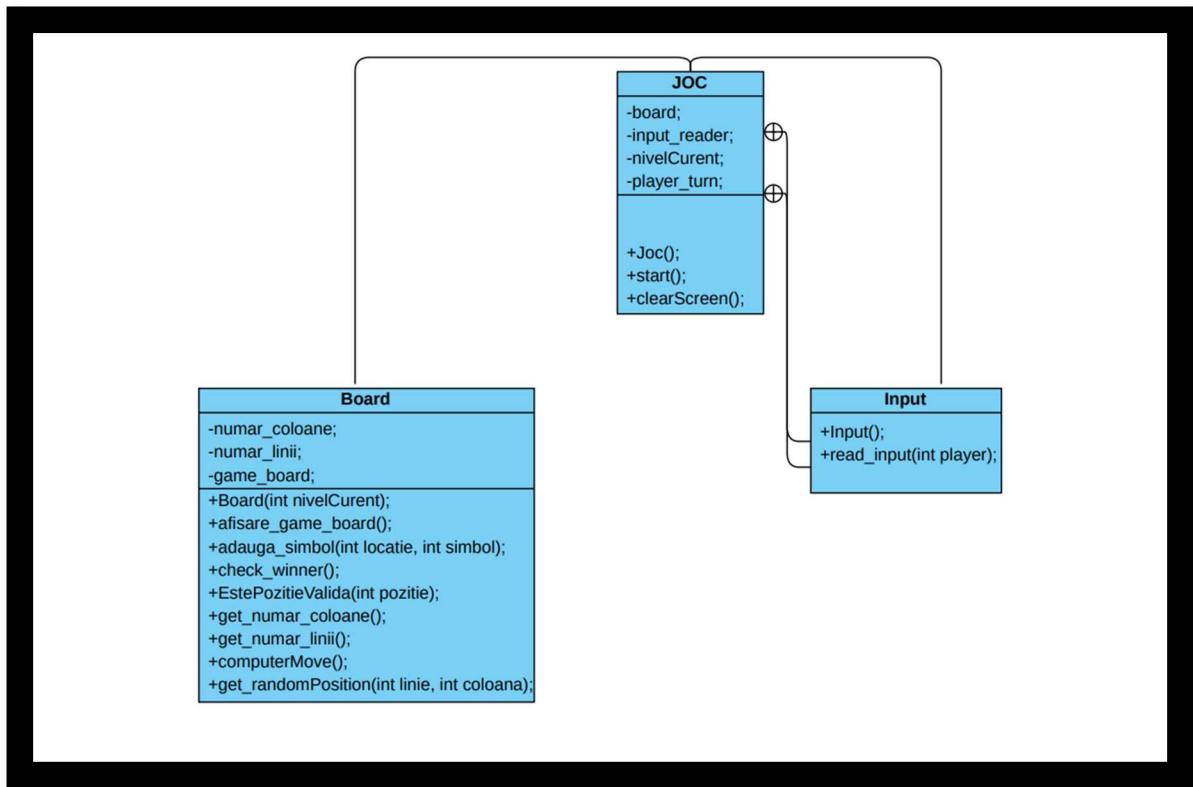 JOC
-board;
-input_reader;
-nivelCurent;
-player_turn;
+Joc();
+start();
+clearScreen();
Board
-numar_coloane;
-numar_linii;
-game_board;
+Board(int nivelCurent);
+afisare_game_board();
+adauga_simbol(int locatie, int simbol);
+check_winner();
+EstePozitieValida(int pozitie);
+get_numar_coloane();
+get_numar_linii();
+computerMove();
+get_randomPosition(int linie, int coloana);
Input
+Input();
+read_input(int player);